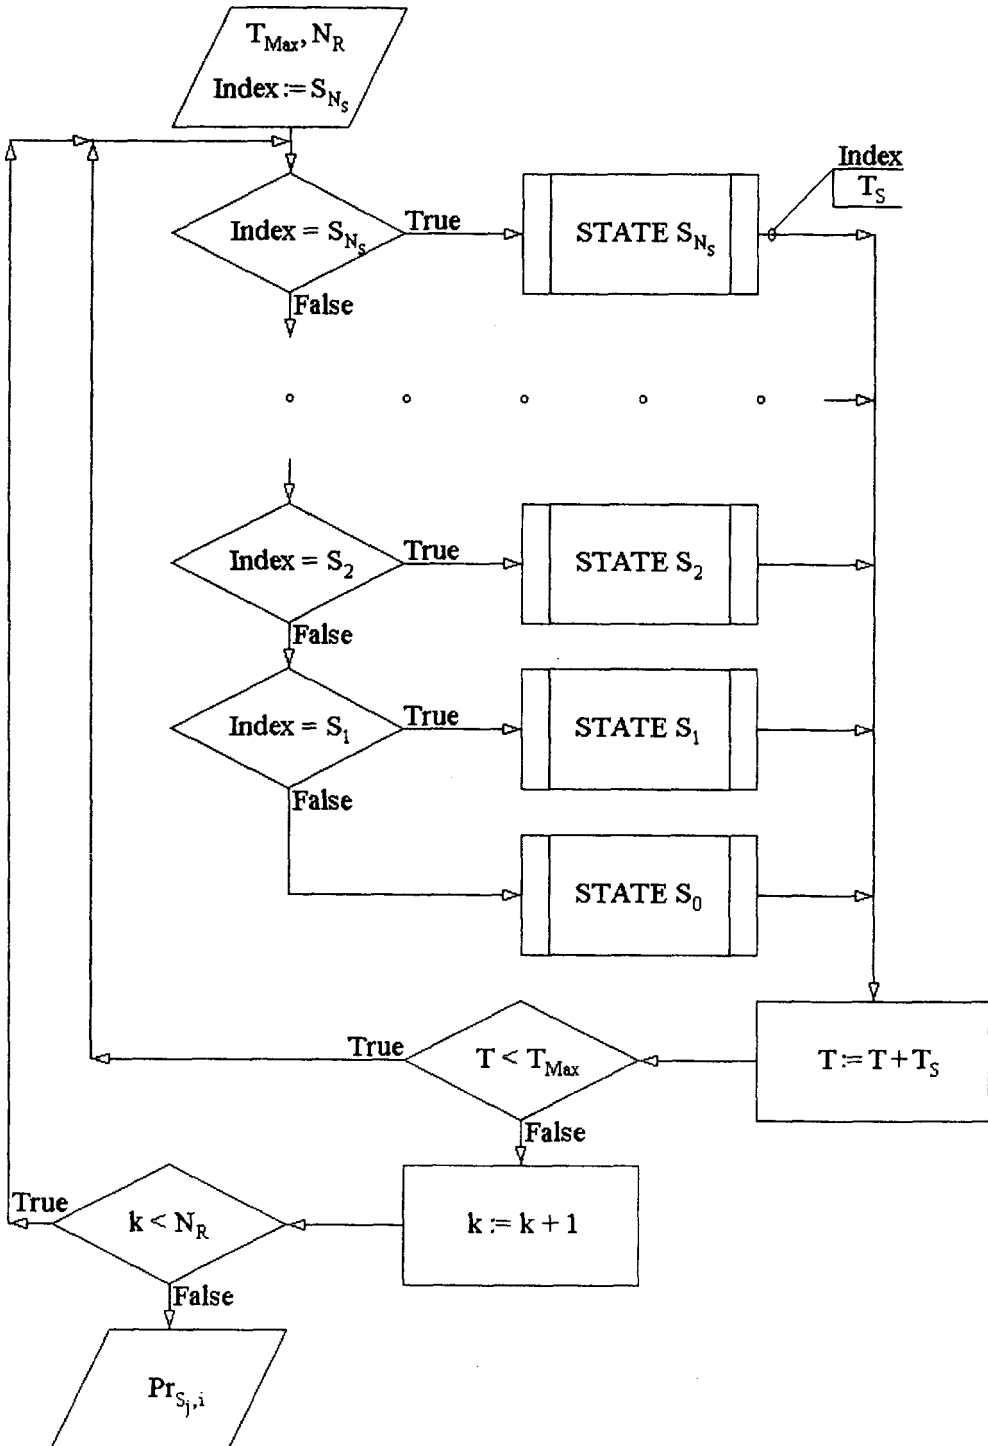 T_Max, N_R
Index := S_N_S
Index = S_N_S
True
STATE S_N_S
Index
T_S
False
Index = S_2
True
STATE S_2
False
Index = S_1
True
STATE S_1
False
STATE S_0
True
T < T_Max
T := T + T_S
False
True
k < N_R
k := k + 1
False
Pr_S_j,i